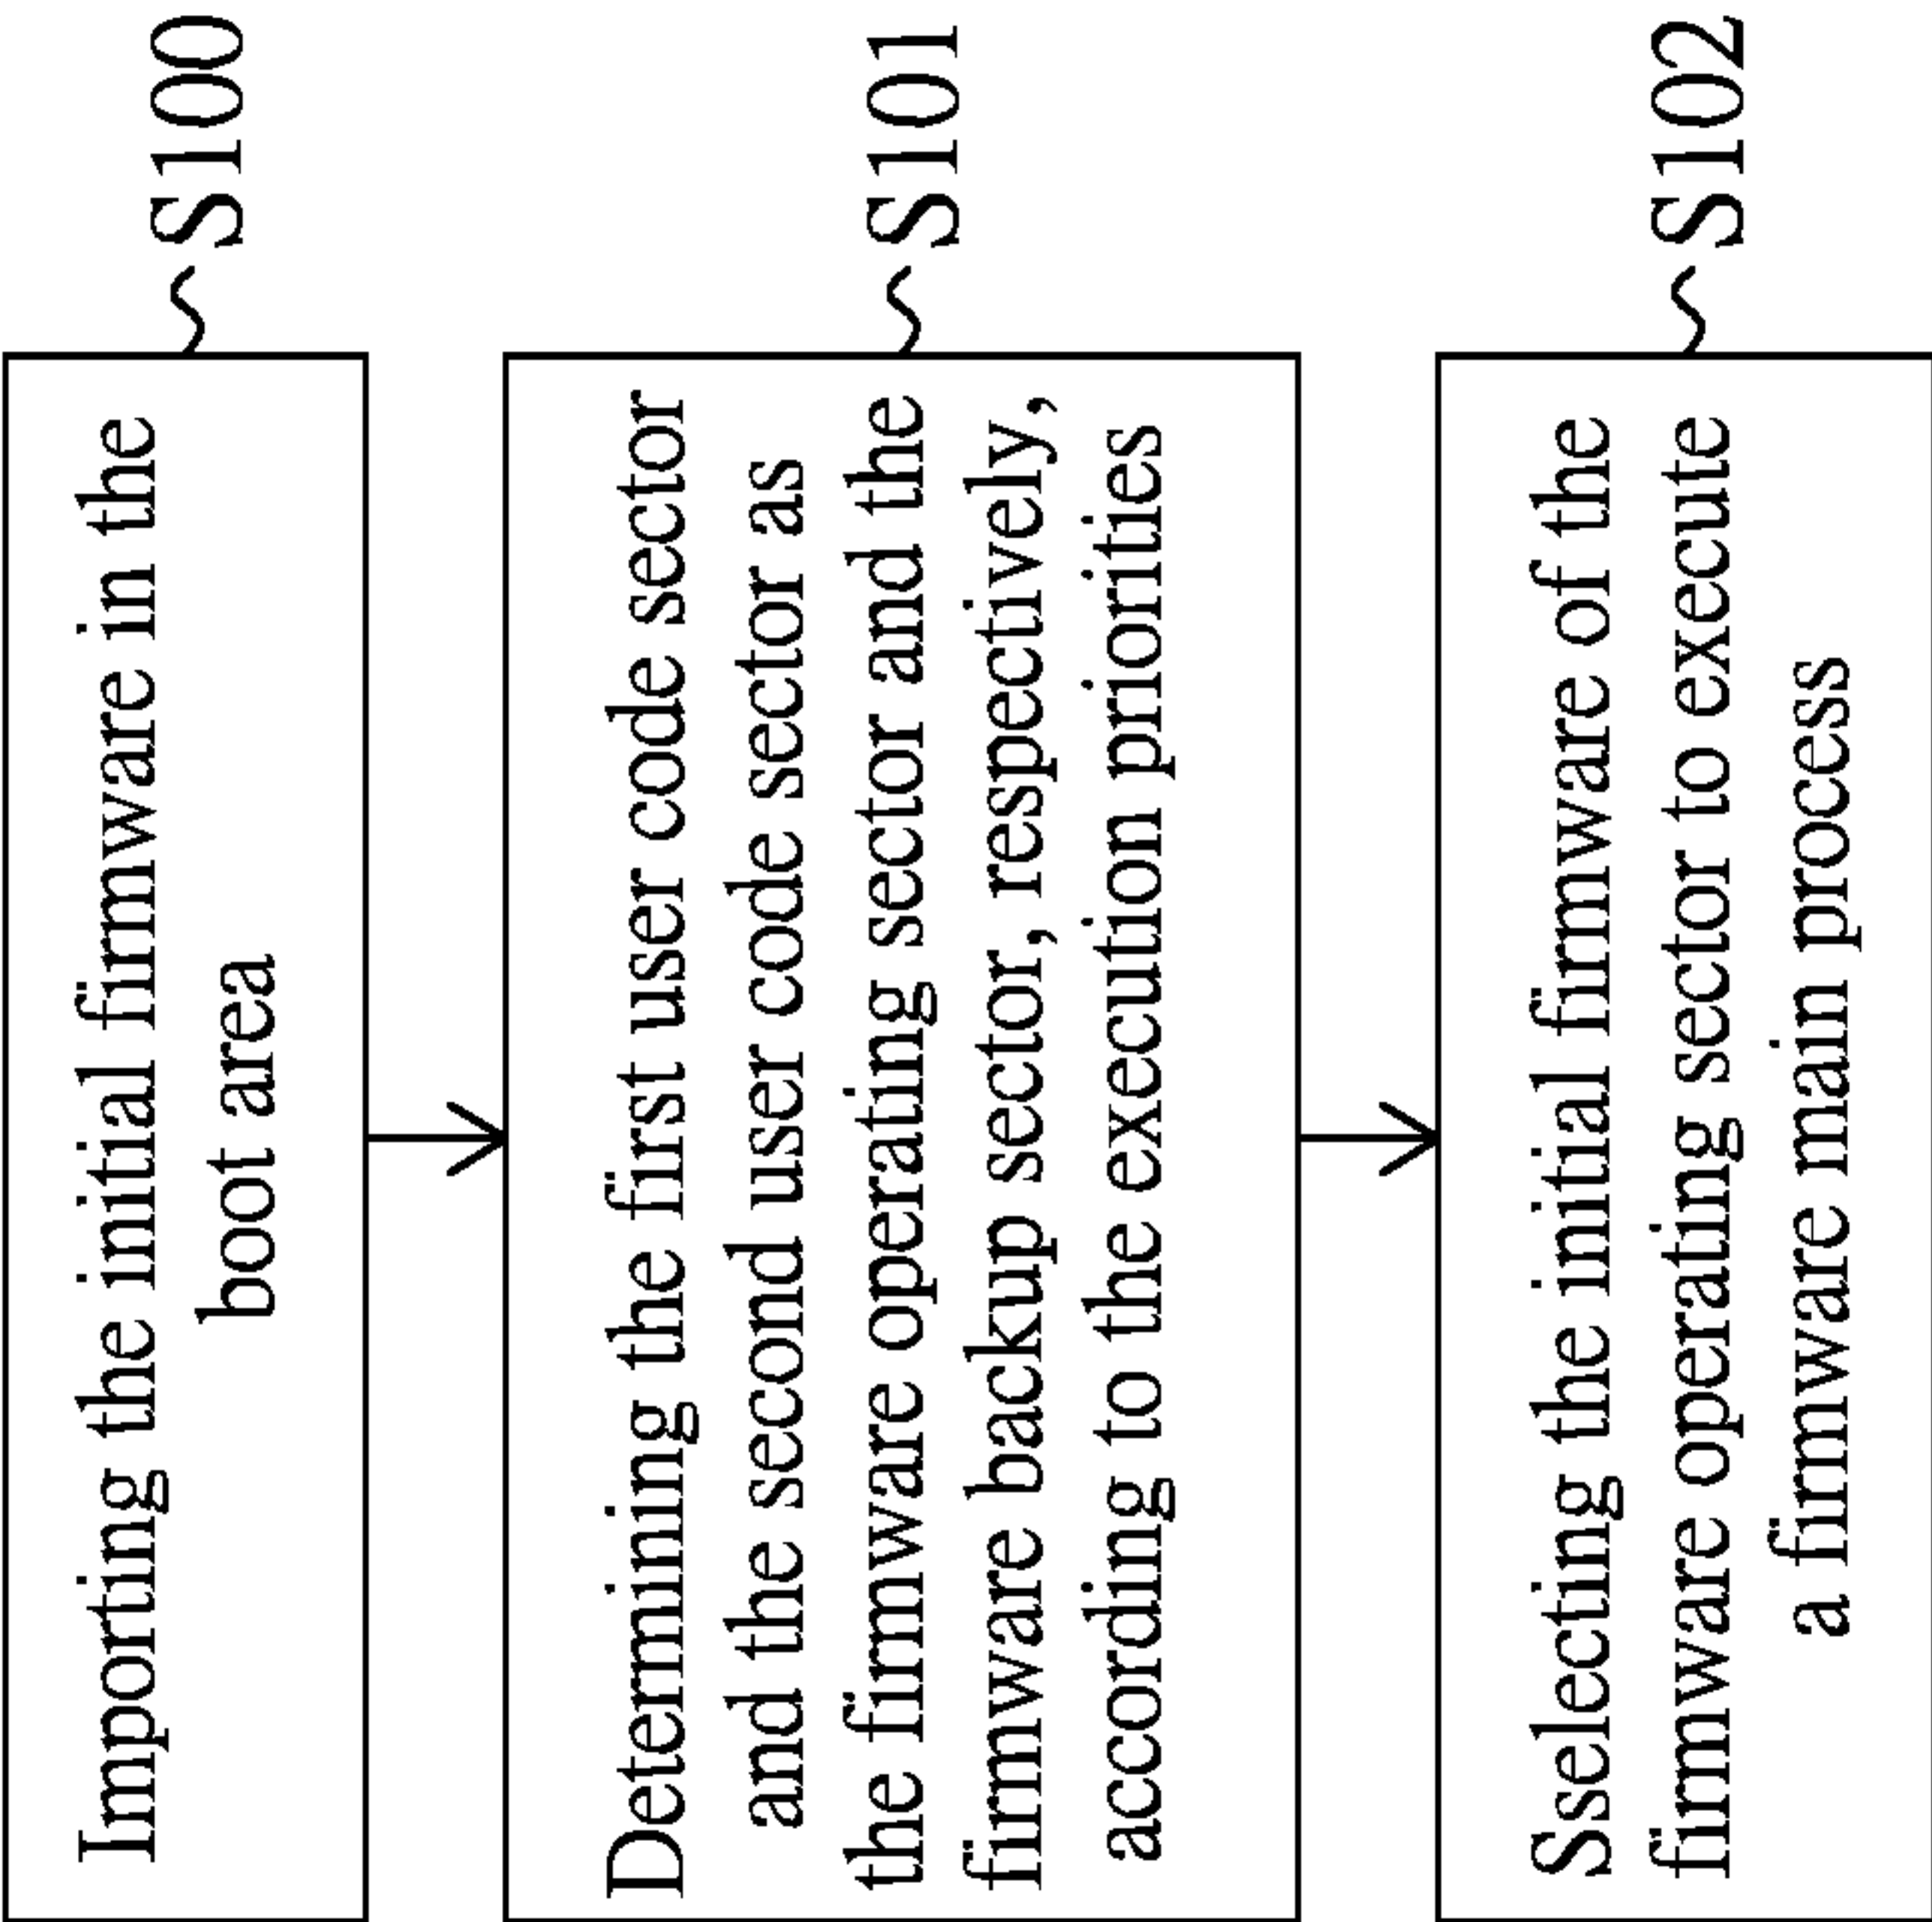 Importing the initial firmware in the
boot area
S100
Determining the first user code sector
and the second user code sector as
the firmware operating sector and the
firmware backup sector, respectively,
according to the execution priorities
S101
Sselecting the initial firmware of the
firmware operating sector to execute
a firmware main process
S102